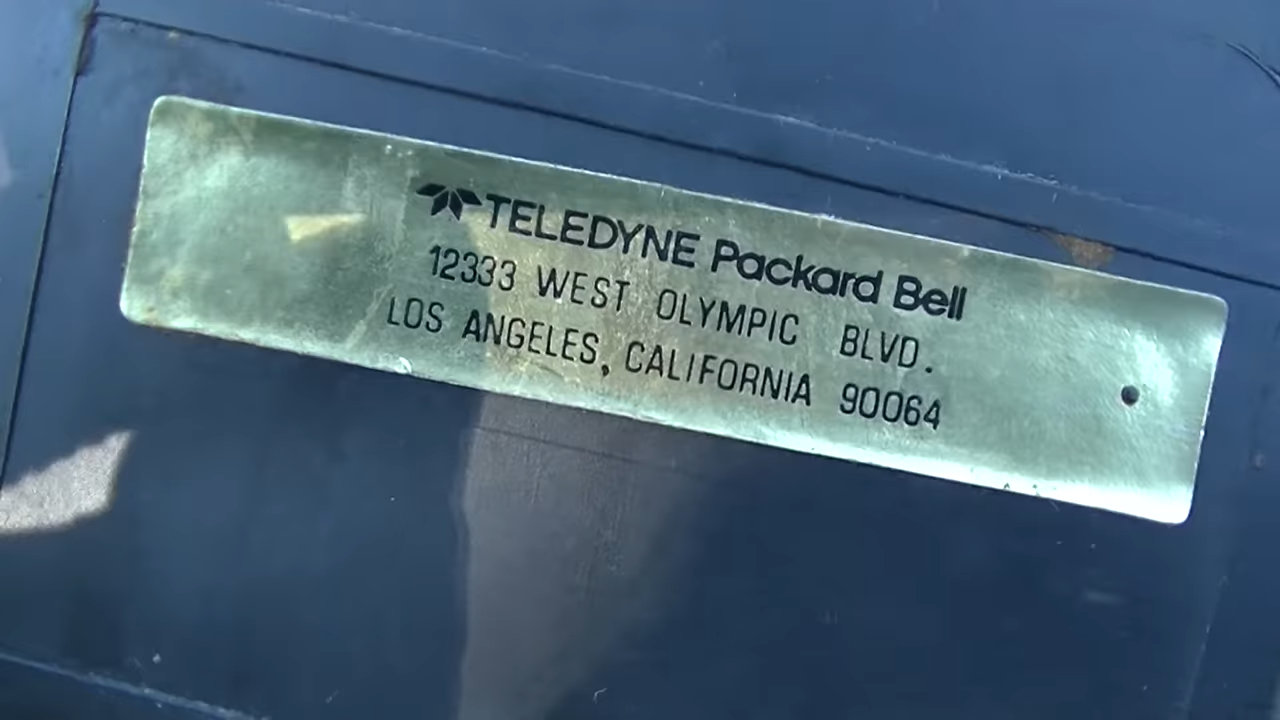 TELEDYNE Packard Bell
12333 WEST OLYMPIC BLVD.
LOS ANGELES, CALIFORNIA 90064